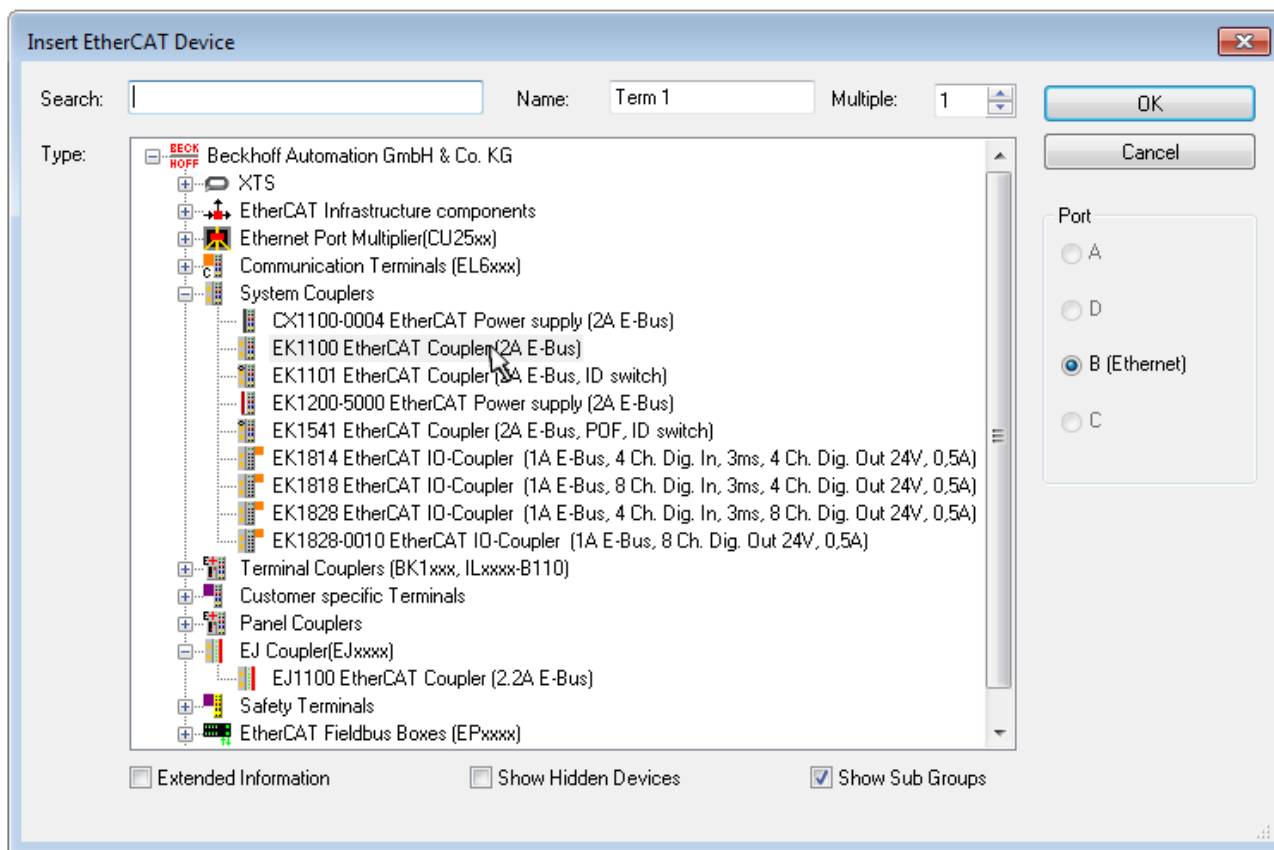 Insert EtherCAT Device
Search: Name: Term 1 Multiple: 1 OK
Type: Cancel
BECKHOFF Beckhoff Automation GmbH & Co. KG
XTS
EtherCAT Infrastructure components
Ethernet Port Multiplier(CU25xx)
C Communication Terminals (EL6xxx)
System Couplers
CX1100-0004 EtherCAT Power supply (2A E-Bus)
EK1100 EtherCAT Coupler (2A E-Bus)
EK1101 EtherCAT Coupler (2A E-Bus, ID switch)
EK1200-5000 EtherCAT Power supply (2A E-Bus)
EK1541 EtherCAT Coupler (2A E-Bus, POF, ID switch)
EK1814 EtherCAT IO-Coupler (1A E-Bus, 4 Ch. Dig. In, 3ms, 4 Ch. Dig. Out 24V, 0,5A)
EK1818 EtherCAT IO-Coupler (1A E-Bus, 8 Ch. Dig. In, 3ms, 4 Ch. Dig. Out 24V, 0,5A)
EK1828 EtherCAT IO-Coupler (1A E-Bus, 4 Ch. Dig. In, 3ms, 8 Ch. Dig. Out 24V, 0,5A)
EK1828-0010 EtherCAT IO-Coupler (1A E-Bus, 8 Ch. Dig. Out 24V, 0,5A)
Terminal Couplers (BK1xxx, ILxxxx-B110)
Customer specific Terminals
Panel Couplers
EJ Coupler(EJxxxx)
EJ1100 EtherCAT Coupler (2.2A E-Bus)
Safety Terminals
EtherCAT Fieldbus Boxes (EPxxxx)
Port
A
D
B (Ethernet)
C
Extended Information Show Hidden Devices Show Sub Groups